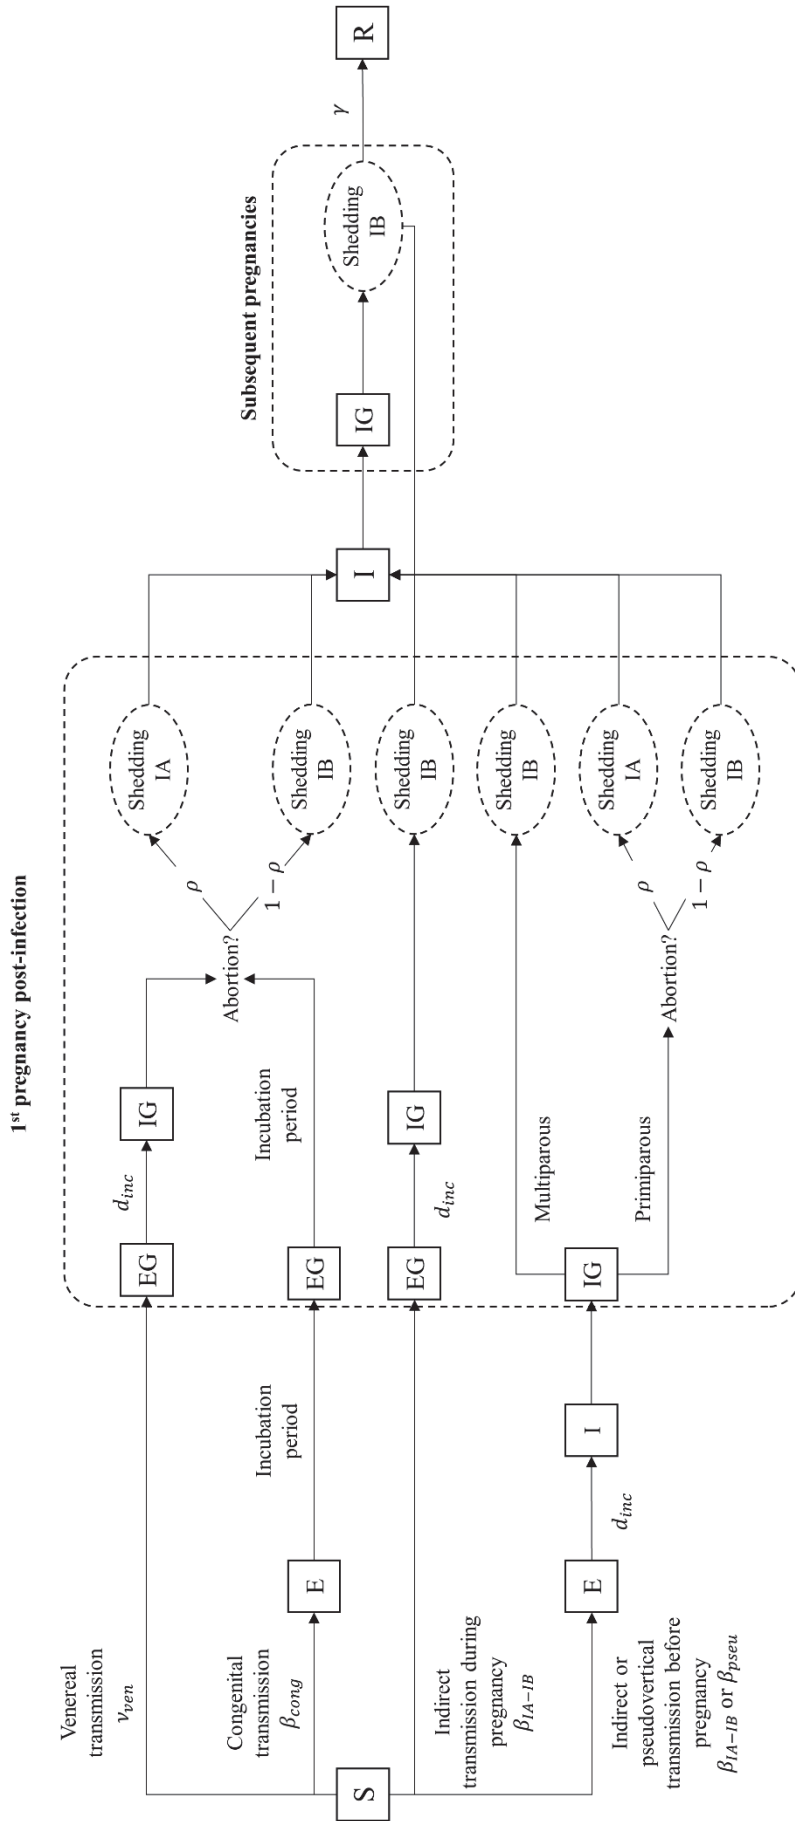 1st pregnancy post-infection
Subsequent pregnancies
Venereal
transmission
ν_ven
EG
d_inc
IG
Abortion?
ρ
1 − ρ
Shedding
IA
Shedding
IB
Congenital
transmission
β_cong
E
Incubation
period
EG
Incubation
period
S
Indirect
transmission during
pregnancy
β_IA−IB
EG
d_inc
IG
Shedding
IB
I
IG
Shedding
IB
γ
R
Indirect or
pseudovertical
transmission before
pregnancy
β_IA−IB or β_pseu
E
d_inc
I
IG
Multiparous
Shedding
IB
Primiparous
Abortion?
ρ
1 − ρ
Shedding
IA
Shedding
IB